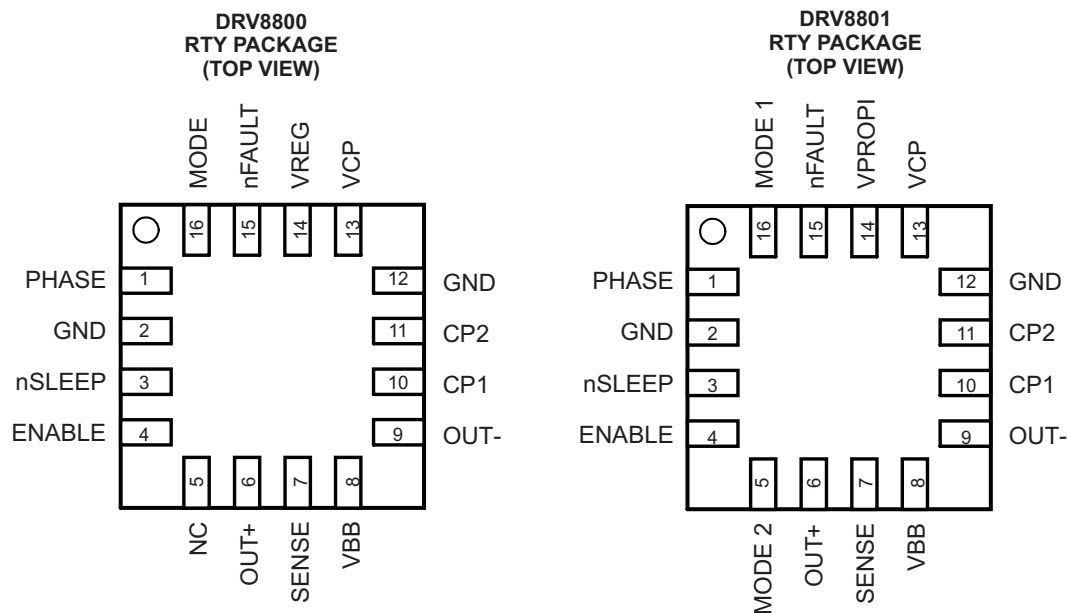 DRV8800
RTY PACKAGE
(TOP VIEW)
MODE
nFAULT
VREG
VCP
16
15
14
13
PHASE
1
GND
2
nSLEEP
3
ENABLE
4
12
GND
11
CP2
10
CP1
9
OUT-
5
6
7
8
NC
OUT+
SENSE
VBB
DRV8801
RTY PACKAGE
(TOP VIEW)
MODE 1
nFAULT
VPROPI
VCP
16
15
14
13
PHASE
1
GND
2
nSLEEP
3
ENABLE
4
12
GND
11
CP2
10
CP1
9
OUT-
5
6
7
8
MODE 2
OUT+
SENSE
VBB